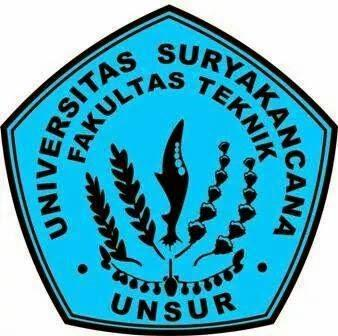 UNIVERSITAS SURYAKANCANA
FAKULTAS TEKNIK
UNSUR